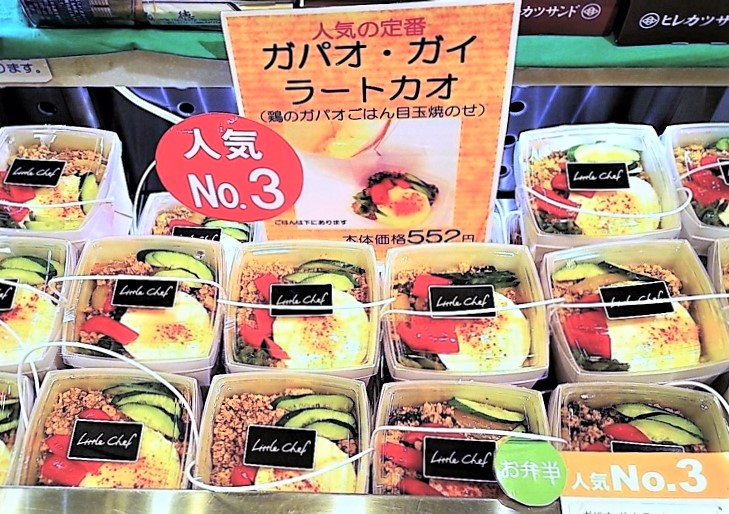 カツサンド
ヒレカツサ
ります。
人気の定番
ガパオ・ガイ
ラートカオ
（鶏のガパオごはん目玉焼のせ）
人気
No.3
ごはんは下にあります
本体価格552円
Little Chef
Little Chef
Little Chef
Little Chef
Little Chef
Little Chef
Little Chef
Little Chef
Little Chef
Little Chef
お弁当
人気No.3